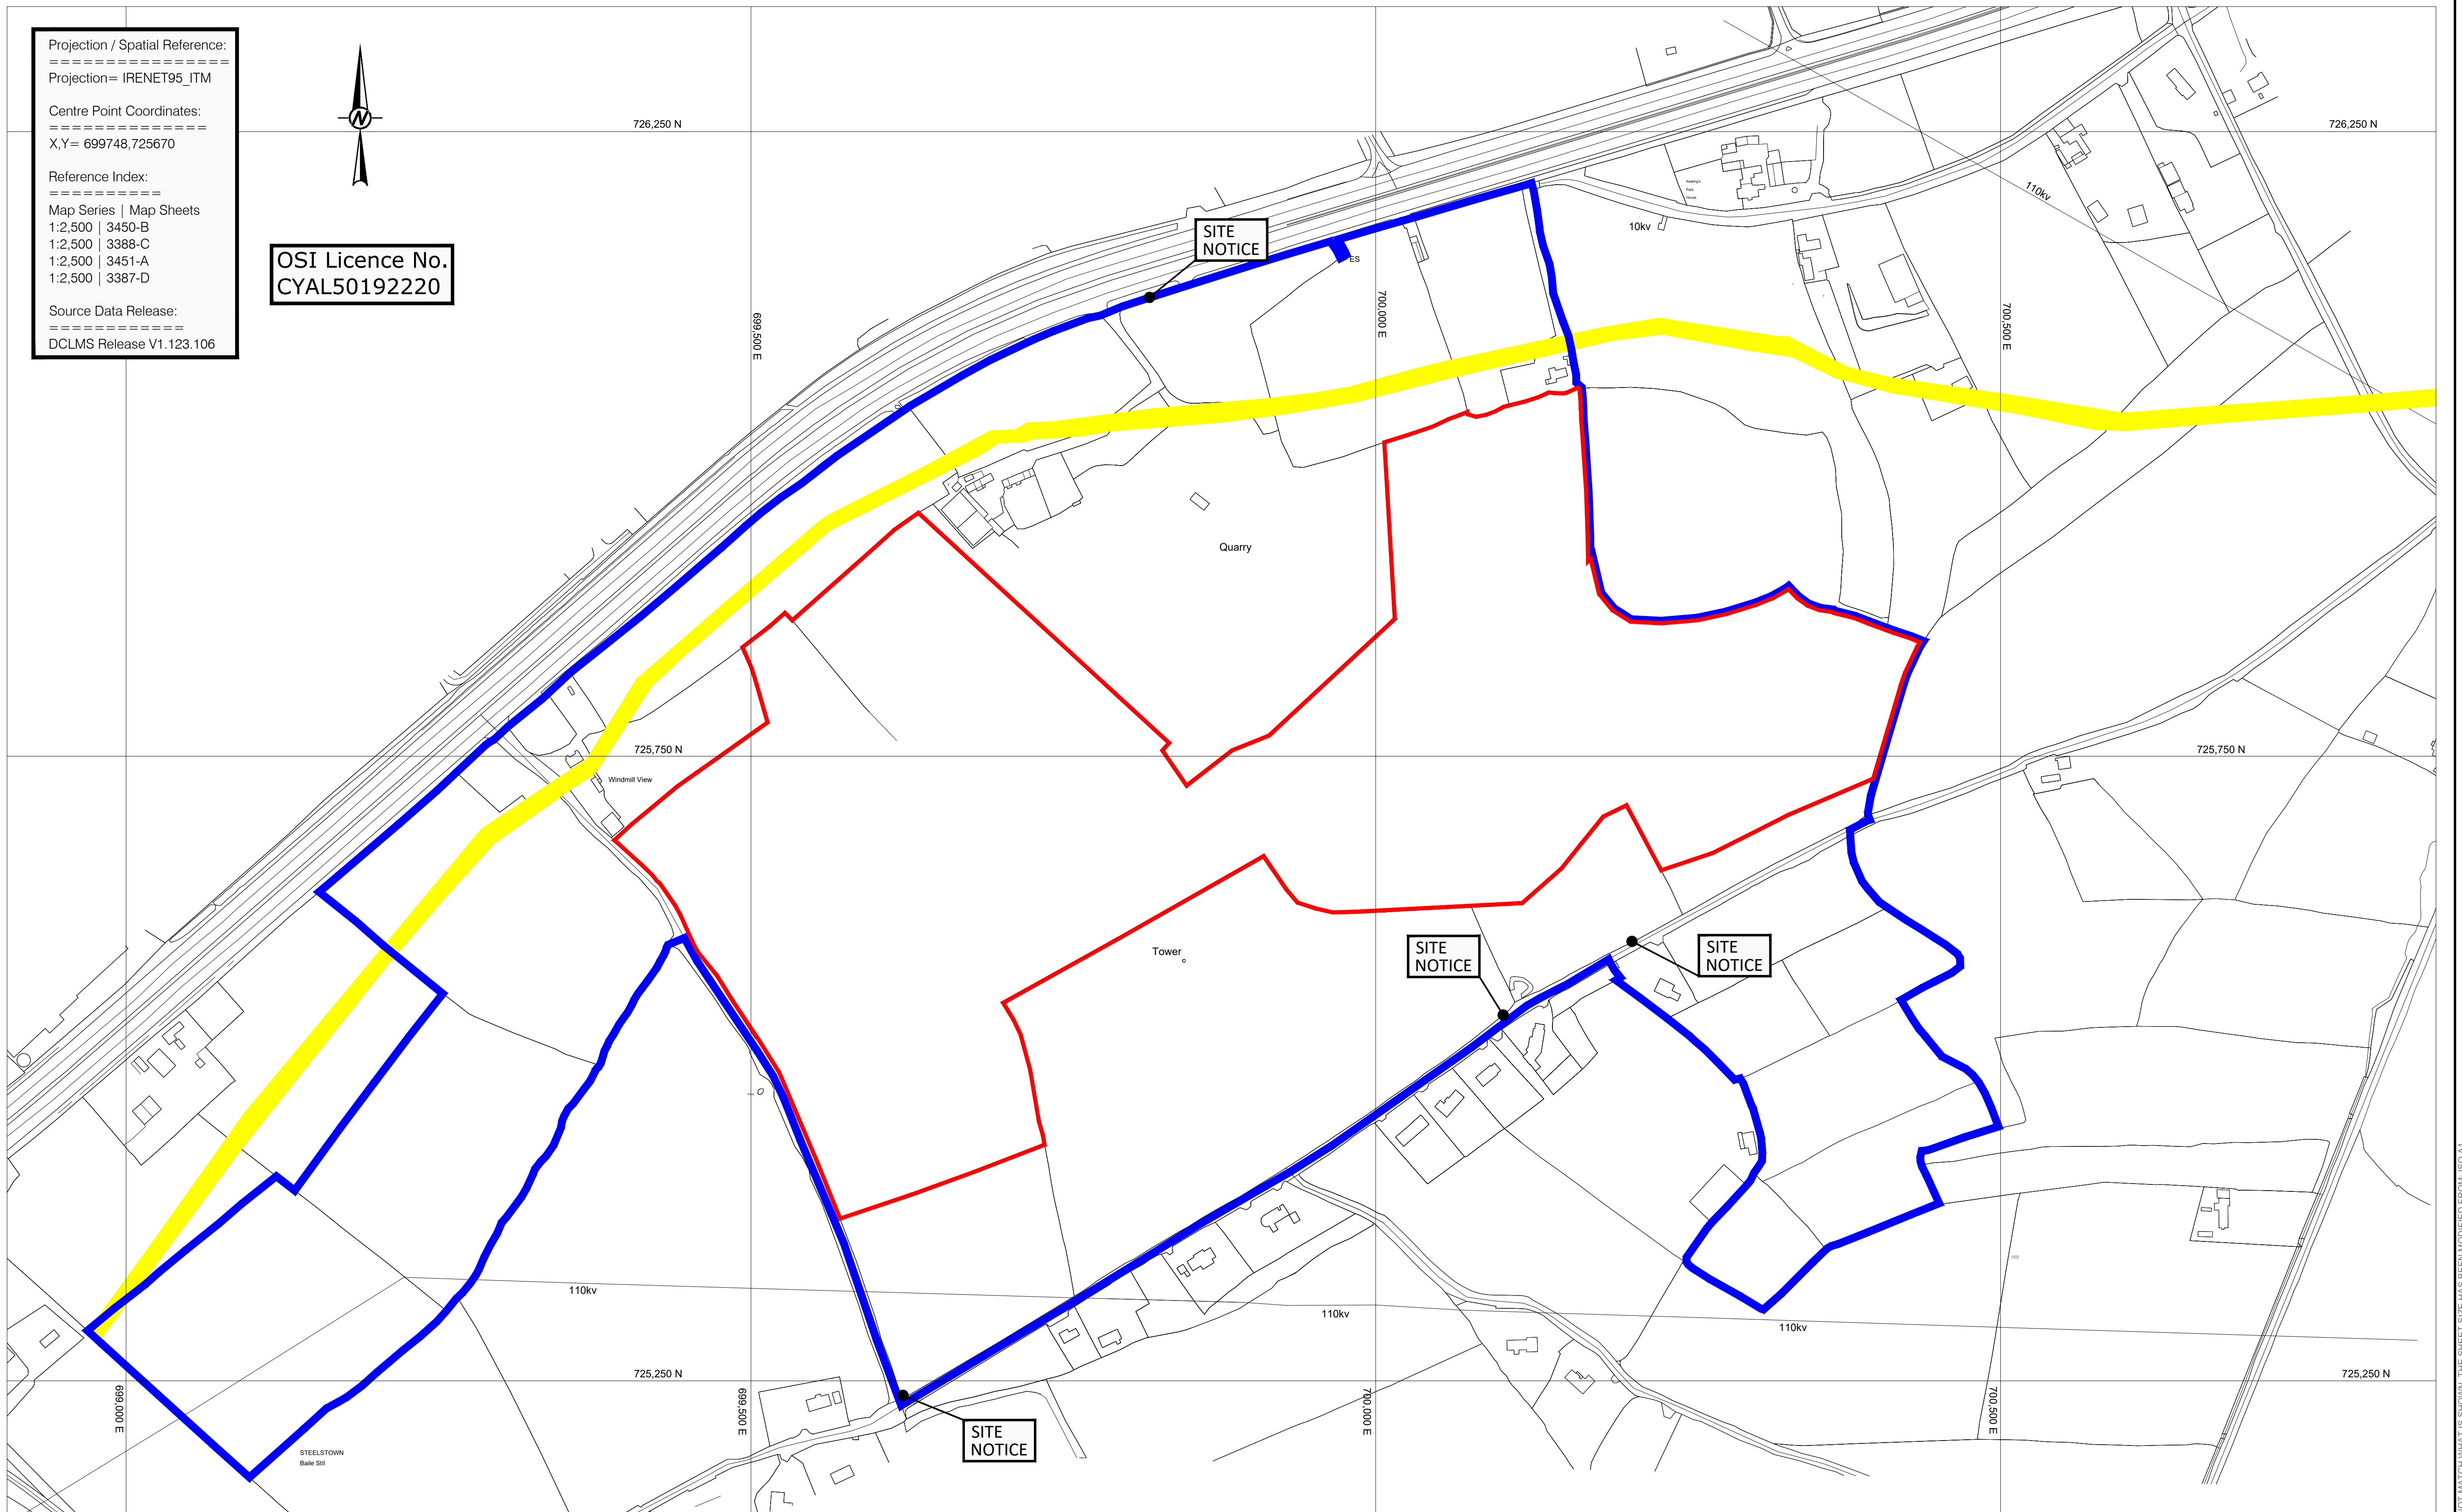 Projection / Spatial Reference:
================
Projection= IRENET95_ITM
Centre Point Coordinates:
==============
X,Y= 699748,725670
Reference Index:
==========
Map Series | Map Sheets
1:2,500 | 3450-B
1:2,500 | 3388-C
1:2,500 | 3451-A
1:2,500 | 3387-D
Source Data Release:
============
DCLMS Release V1.123.106
OSI Licence No.
CYAL50192220
N
726,250 N
726,250 N
SITE
NOTICE
ES
10kv
Park
House
110kv
699,500 E
700,000 E
700,500 E
Quarry
725,750 N
725,750 N
Windmill View
Tower
SITE
NOTICE
SITE
NOTICE
110kv
110kv
110kv
725,250 N
725,250 N
699,000 E
699,500 E
700,000 E
700,500 E
SITE
NOTICE
STEELSTOWN
Baile Stíl